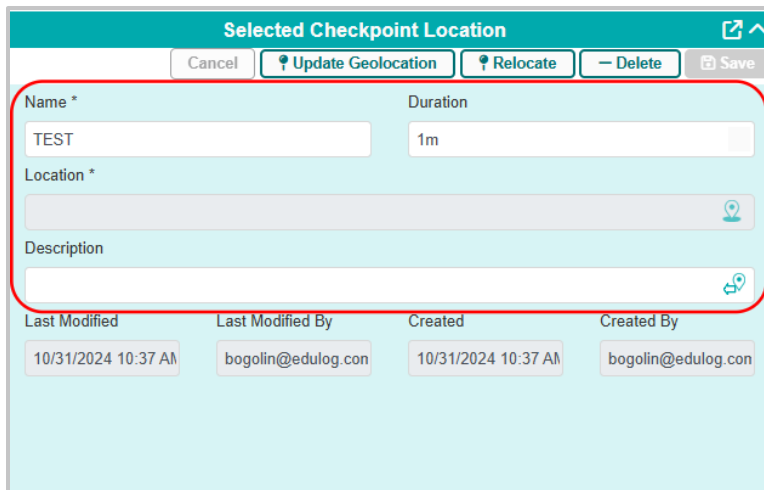 Selected Checkpoint Location
Cancel Update Geolocation Relocate Delete Save
Name * Duration
TEST 1m
Location *
Description
Last Modified Last Modified By Created Created By
10/31/2024 10:37 AM bogolin@edulog.con 10/31/2024 10:37 AM bogolin@edulog.con